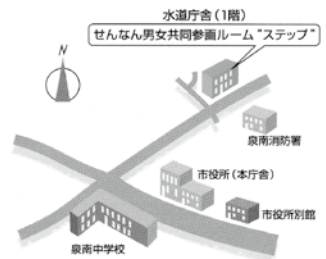 水道庁舎（1階）
せんなん男女共同参画ルーム“ステップ”
N
泉南消防署
市役所（本庁舎）
市役所別館
泉南中学校